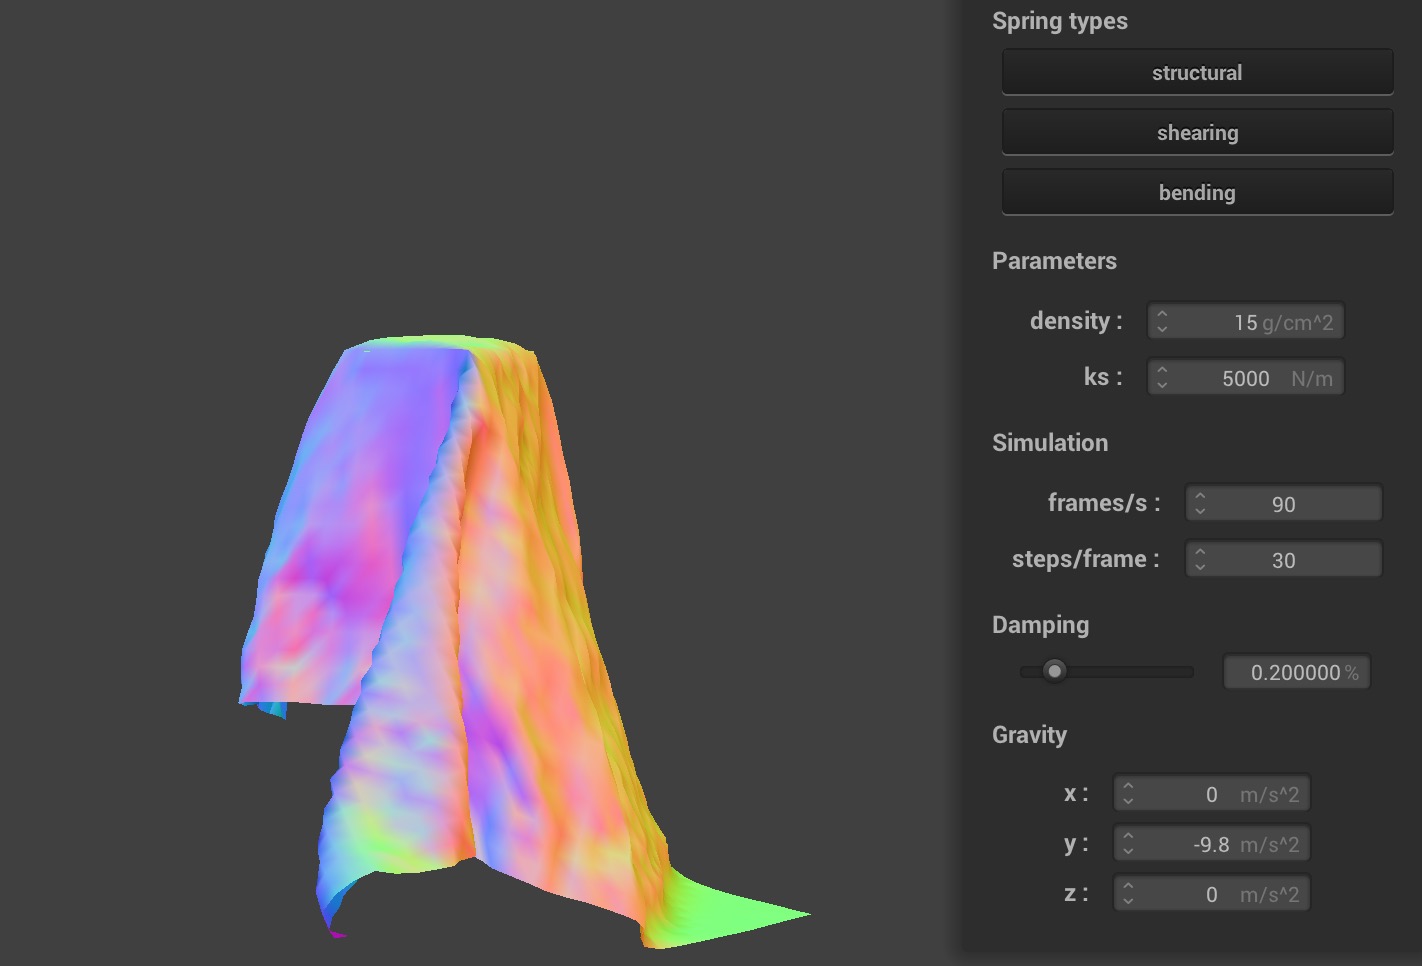 Spring types
structural
shearing
bending
Parameters
density : 15 g/cm^2
ks : 5000 N/m
Simulation
frames/s : 90
steps/frame : 30
Damping
0.200000 %
Gravity
x : 0 m/s^2
y : -9.8 m/s^2
z : 0 m/s^2